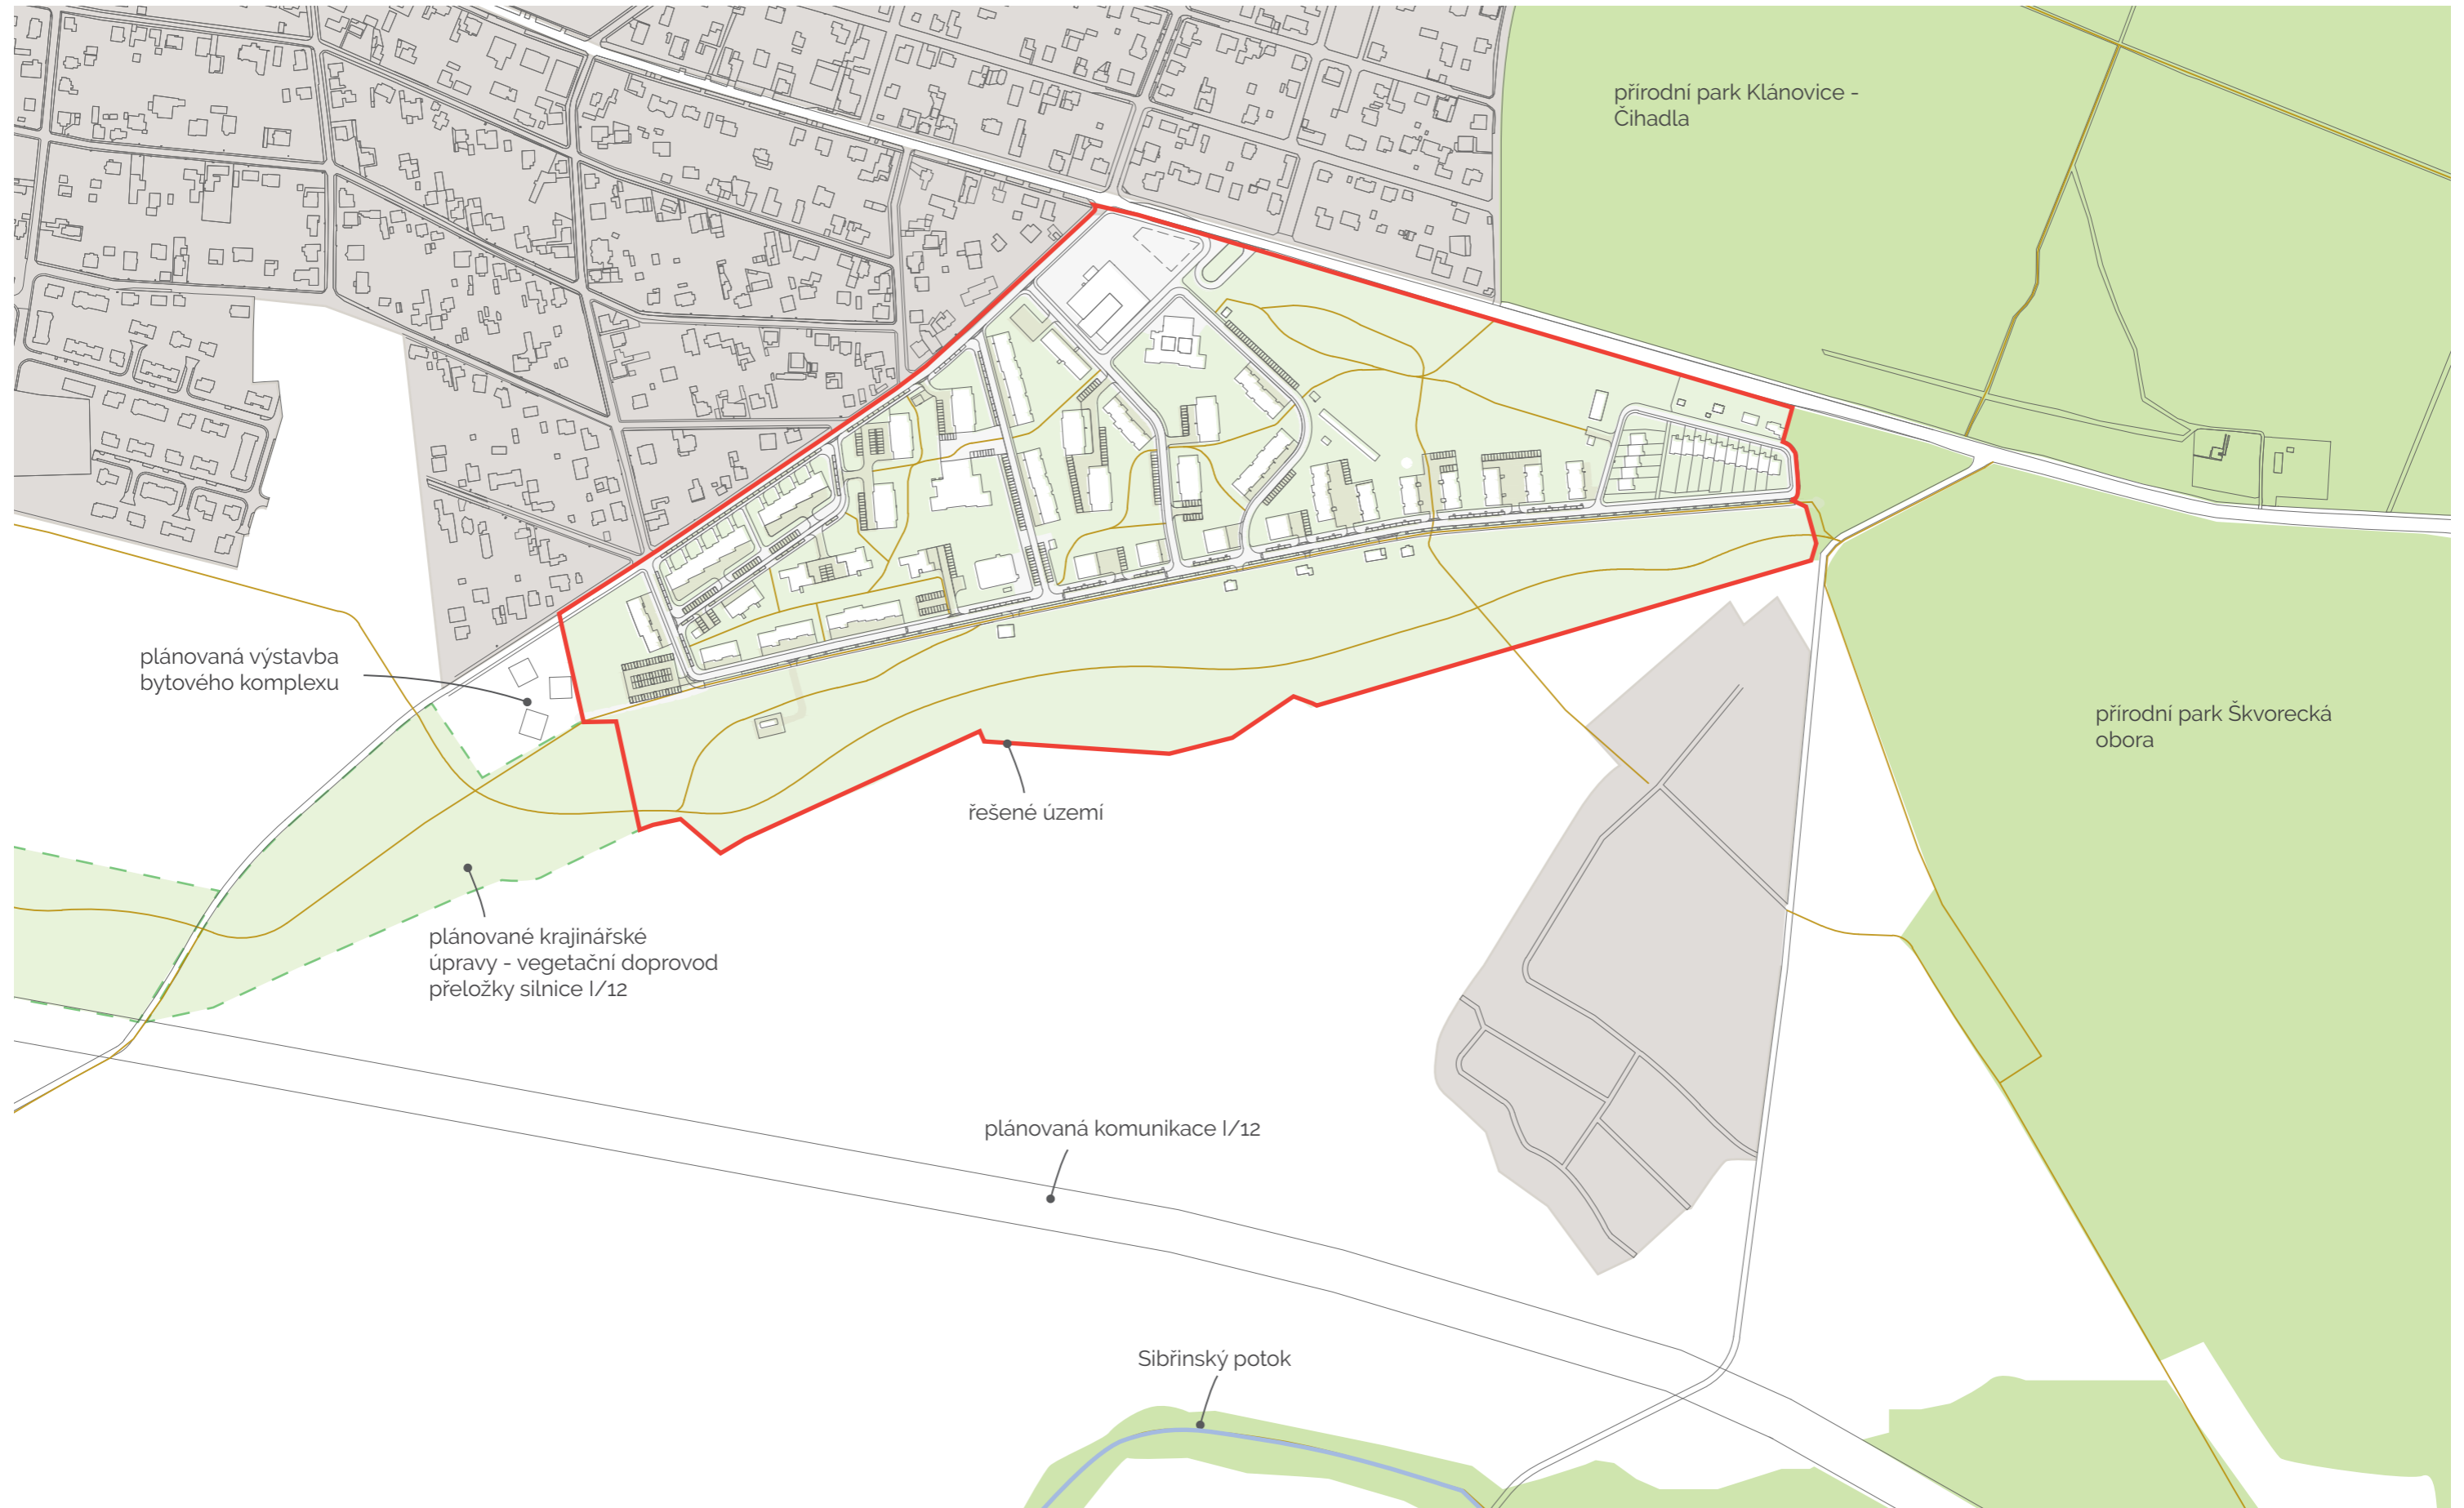 přírodní park Klánovice -
Čihadla
plánovaná výstavba
bytového komplexu
přírodní park Škvorecká
obora
řešené území
plánované krajinářské
úpravy - vegetační doprovod
přeložky silnice I/12
plánovaná komunikace I/12
Sibřinský potok